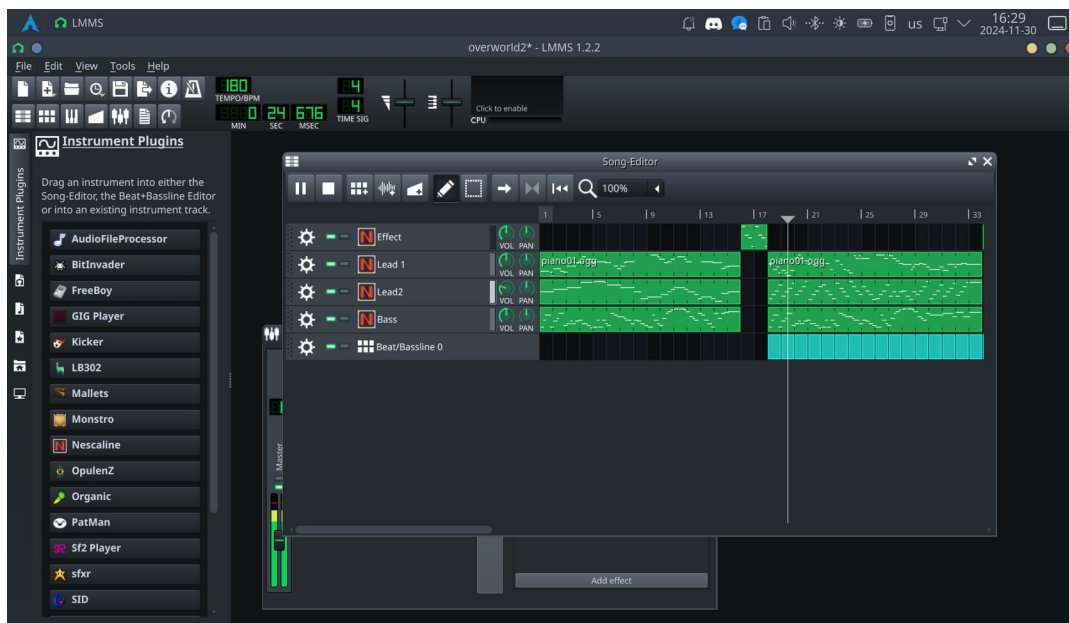 LMMS
us
16:29
2024-11-30
overworld2* - LMMS 1.2.2
File Edit View Tools Help
180
TEMPO/BPM
0 24 676
MIN SEC MSEC
4
4
TIME SIG
Click to enable
CPU
Instrument Plugins
Instrument Plugins
Drag an instrument into either the
Song-Editor, the Beat+Bassline Editor
or into an existing instrument track.
AudioFileProcessor
BitInvader
FreeBoy
GIG Player
Kicker
LB302
Mallets
Monstro
Nescaline
OpulenZ
Organic
PatMan
Sf2 Player
sfxr
SID
Song-Editor
100%
1 5 9 13 17 21 25 29 33
Effect VOL PAN
Lead 1 VOL PAN piano01.ogg piano01.ogg
Lead2 VOL PAN
Bass VOL PAN
Beat/Bassline 0
Master
Add effect